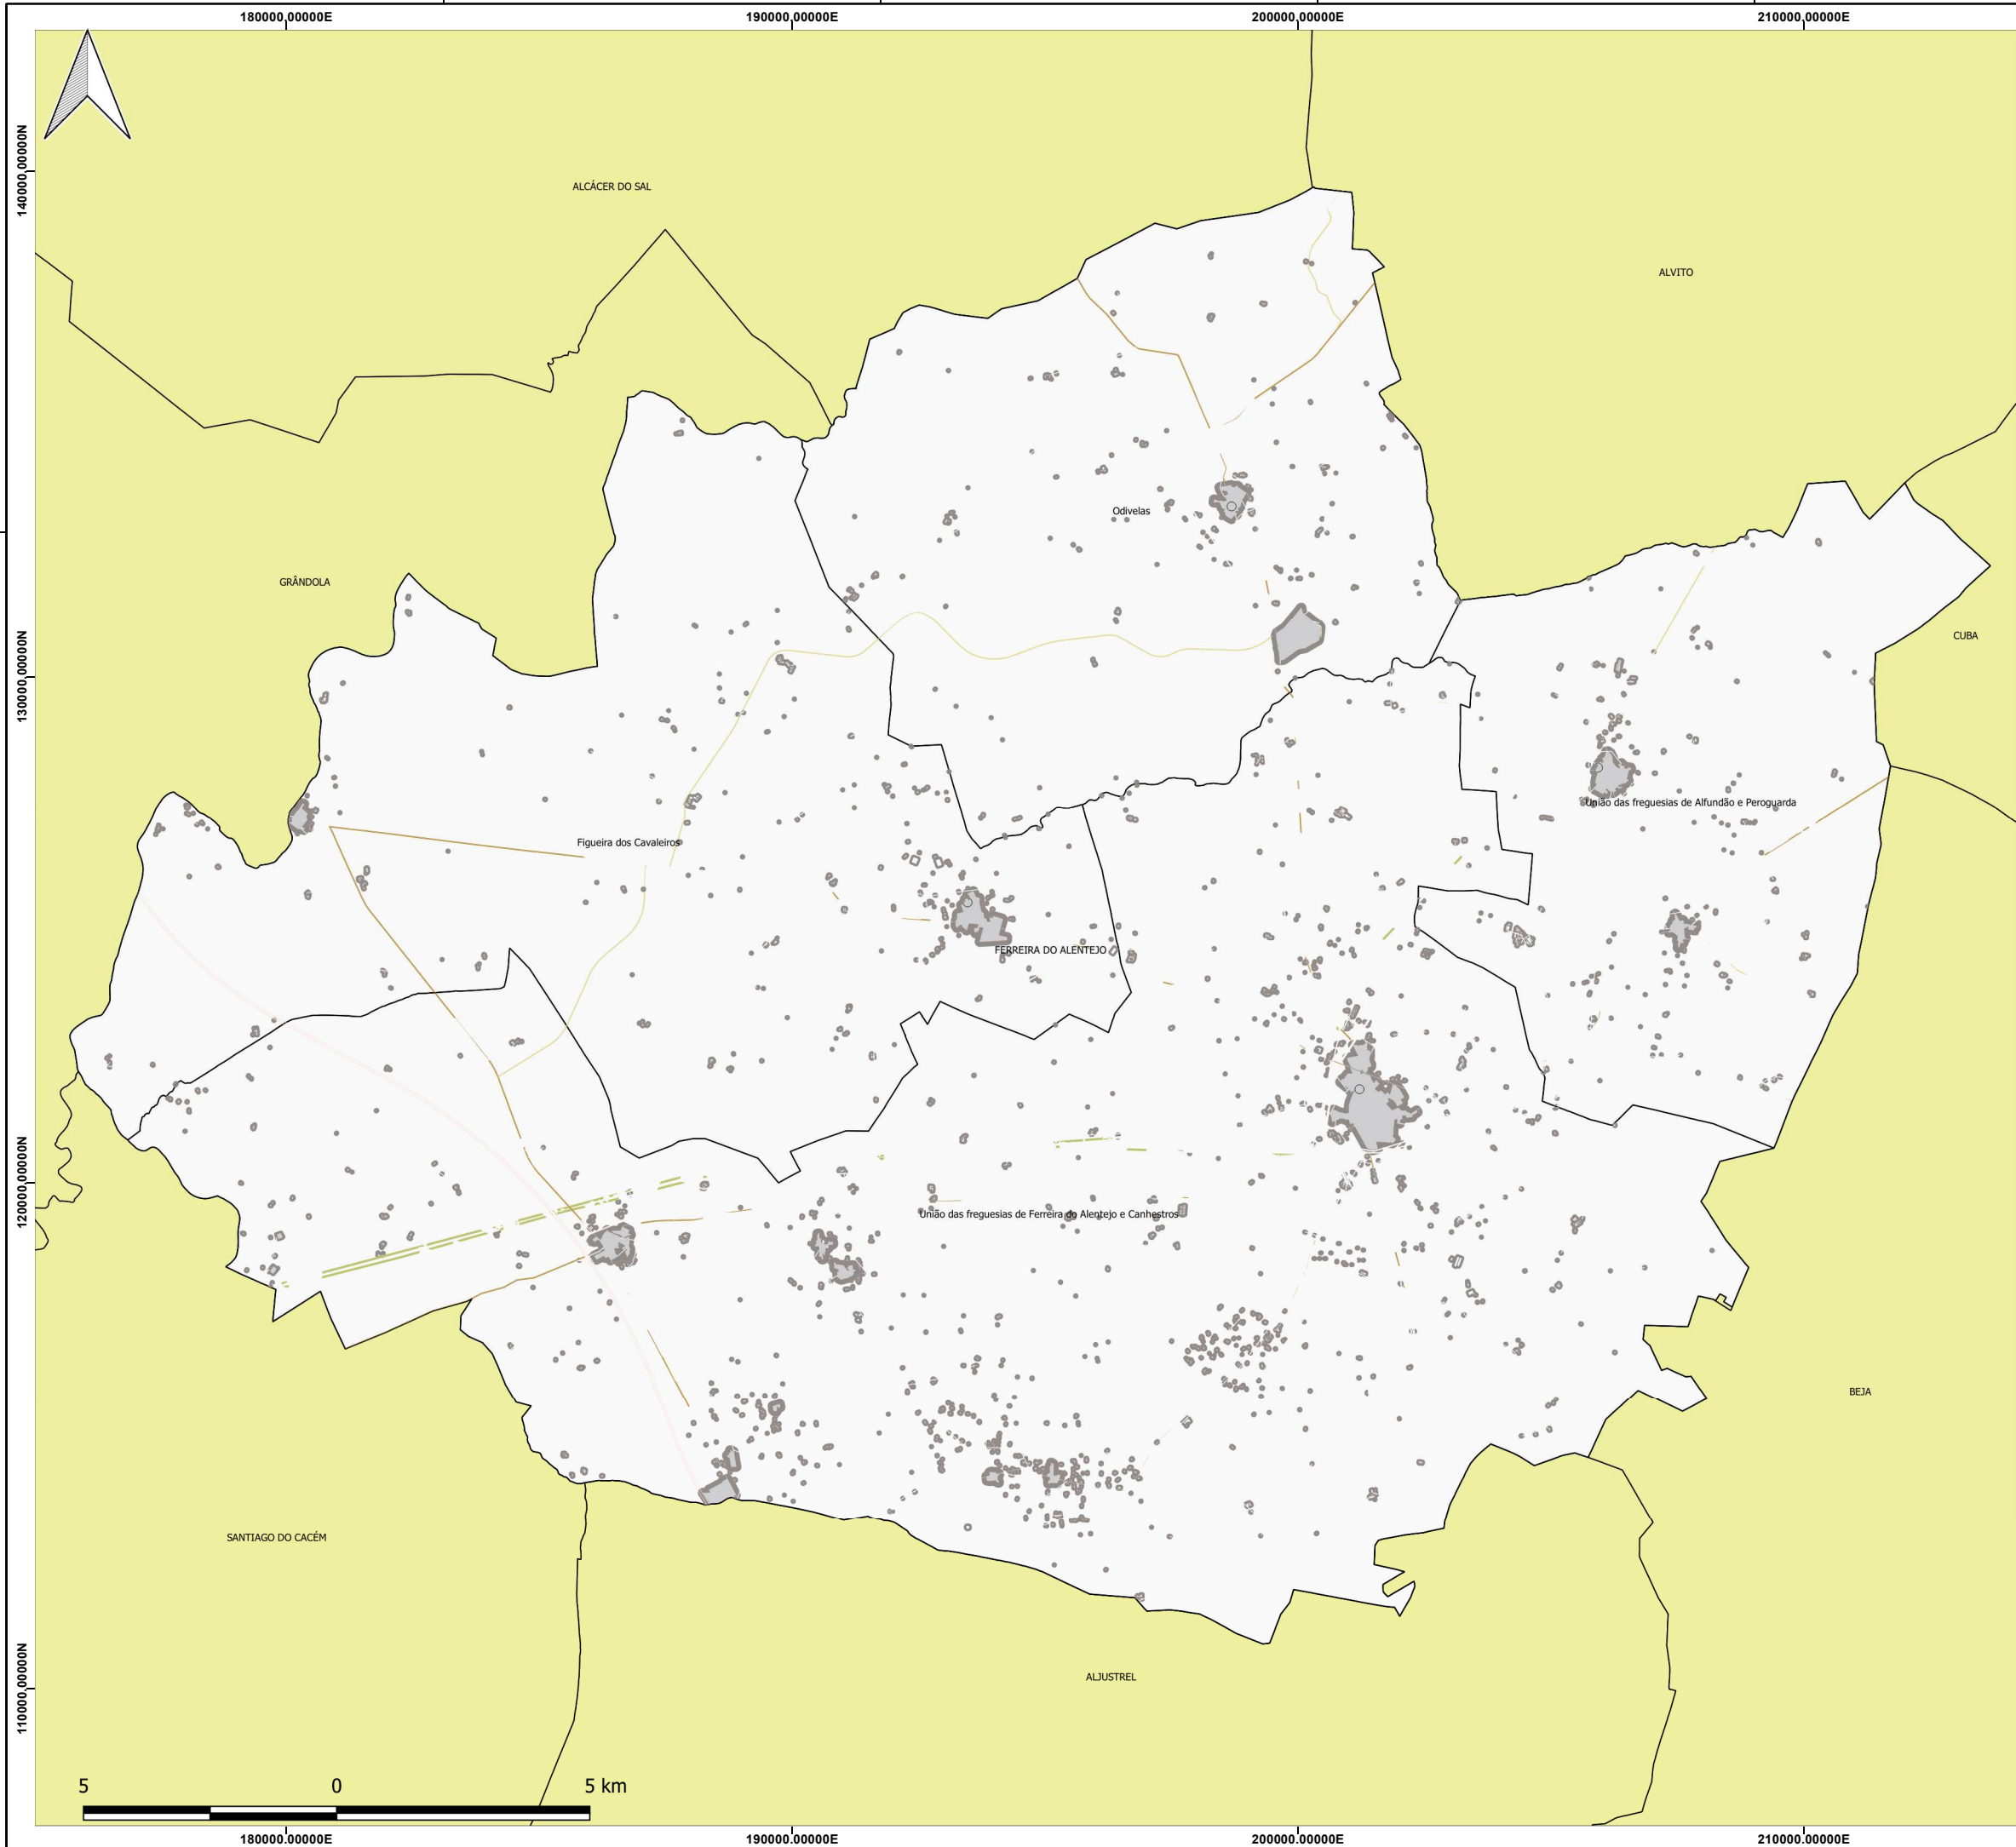 180000,00000E 190000,00000E 200000,00000E 210000,00000E
140000,00000N
ALCÁCER DO SAL
ALVITO
Odivelas
GRÂNDOLA
CUBA
130000,00000N
União das freguesias de Alfundão e Peroguarda
Figueira dos Cavaleiros
FERREIRA DO ALENTEJO
120000,00000N
União das freguesias de Ferreira do Alentejo e Canhestros
BEJA
SANTIAGO DO CACÉM
ALJUSTREL
110000,00000N
5 0 5 km
180000,00000E 190000,00000E 200000,00000E 210000,00000E